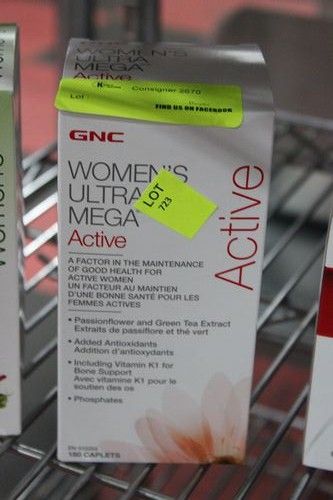 WOMEN'S
ULTRA
MEGA
Active
Consigner 2670
Lot:
FIND US ON FACEBOOK
GNC
WOMEN'S
ULTRA
MEGA
Active
LOT
723
Active
A FACTOR IN THE MAINTENANCE
OF GOOD HEALTH FOR
ACTIVE WOMEN
UN FACTEUR AU MAINTIEN
D'UNE BONNE SANTÉ POUR LES
FEMMES ACTIVES
• Passionflower and Green Tea Extract
Extraits de passiflore et thé vert
• Added Antioxidants
Addition d'antioxydants
• Including Vitamin K1 for
Bone Support
Avec vitamine K1 pour le
soutien des os
• Phosphates
180 CAPLETS